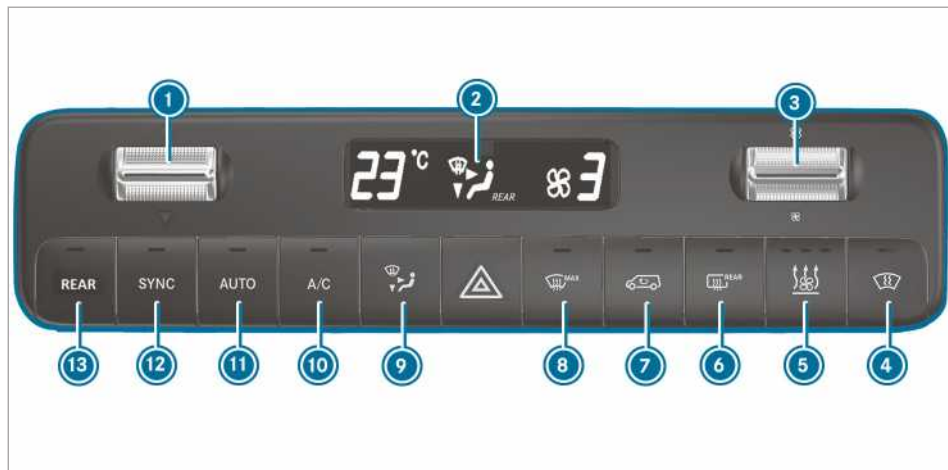 1 2 3
23 °C REAR 3
REAR SYNC AUTO A/C MAX REAR
13 12 11 10 9 8 7 6 5 4